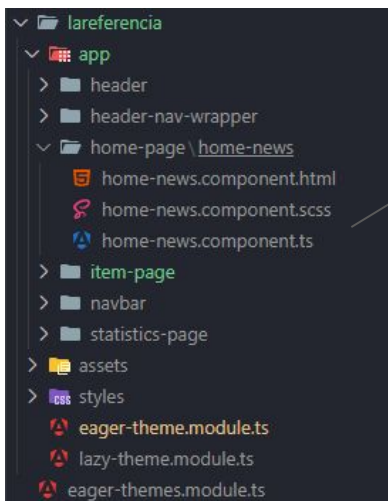 lareferencia
app
header
header-nav-wrapper
home-page\home-news
home-news.component.html
home-news.component.scss
home-news.component.ts
item-page
navbar
statistics-page
assets
styles
eager-theme.module.ts
lazy-theme.module.ts
eager-themes.module.ts